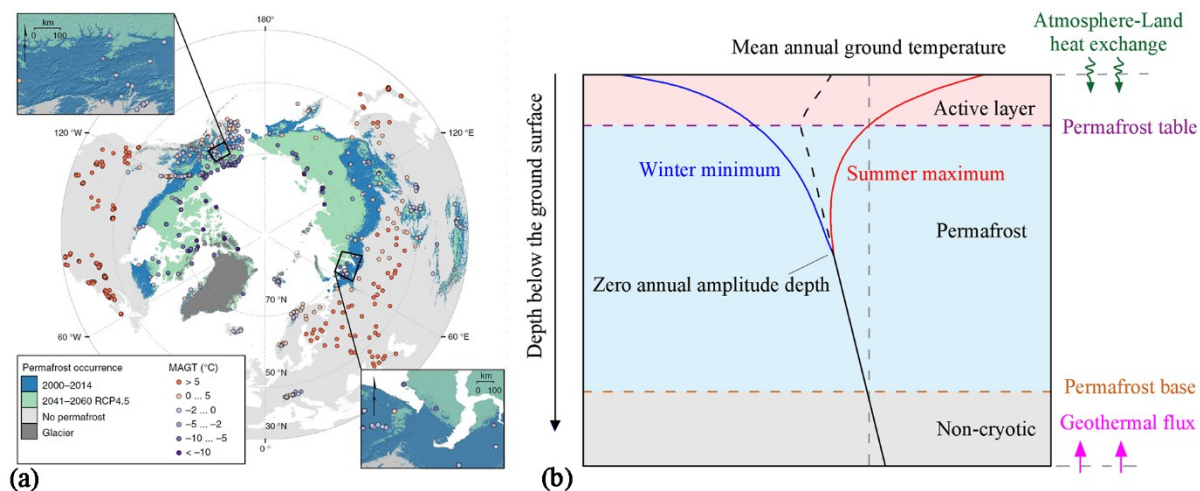 km
0 100
180°
120° W
120° E
60° W
60° E
70° N
50° N
30° N
0°
km
0 100
Permafrost occurrence
2000–2014
2041–2060 RCP4.5
No permafrost
Glacier
MAGT (°C)
> 5
0 ... 5
−2 ... 0
−5 ... −2
−10 ... −5
< −10
(a)
Depth below the ground surface
Mean annual ground temperature
Atmosphere-Land
heat exchange
Active layer
Permafrost table
Winter minimum
Summer maximum
Permafrost
Zero annual amplitude depth
Permafrost base
Non-cryotic
Geothermal flux
(b)